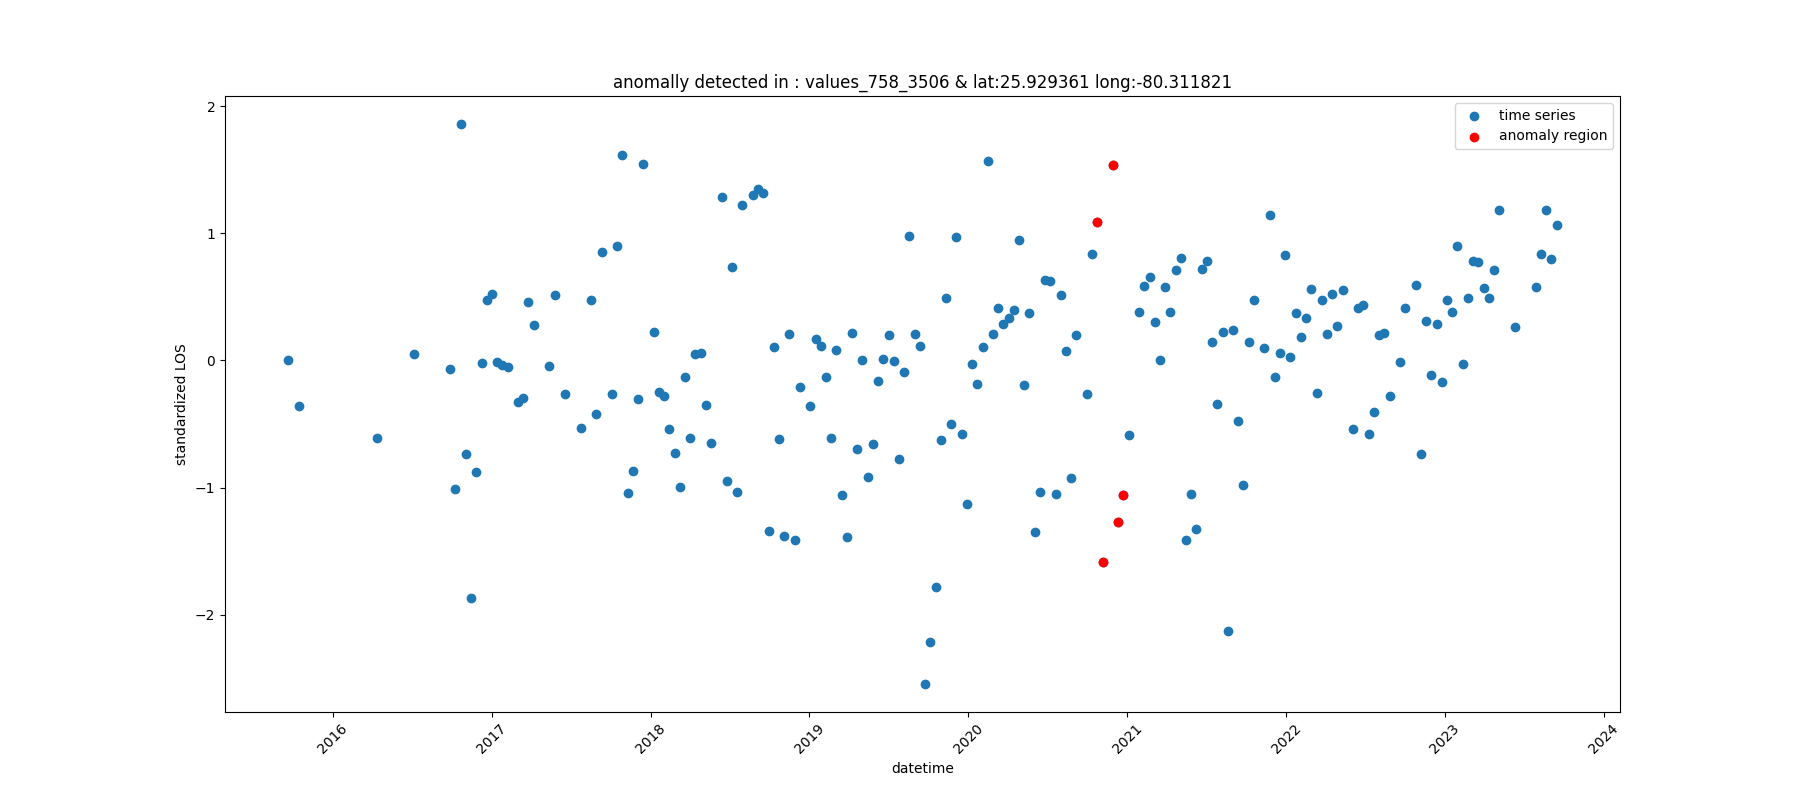 anomally detected in : values_758_3506 & lat:25.929361 long:-80.311821
time series
anomaly region
standardized LOS
2
1
0
−1
−2
2016
2017
2018
2019
2020
2021
2022
2023
2024
datetime